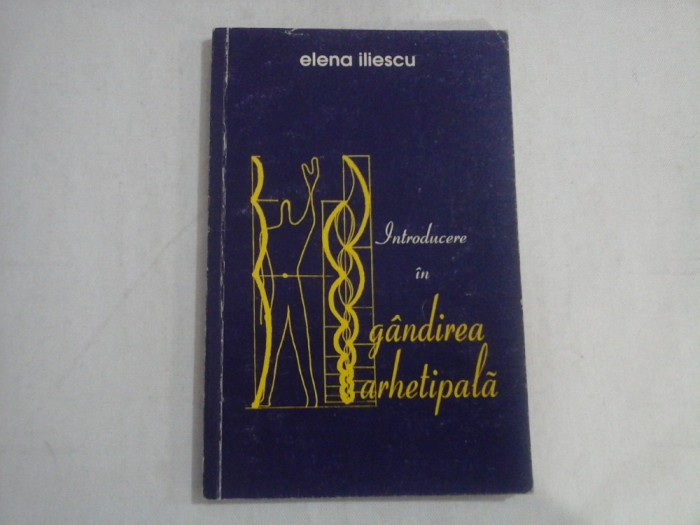 elena iliescu
Introducere
în
gândirea
arhetipală